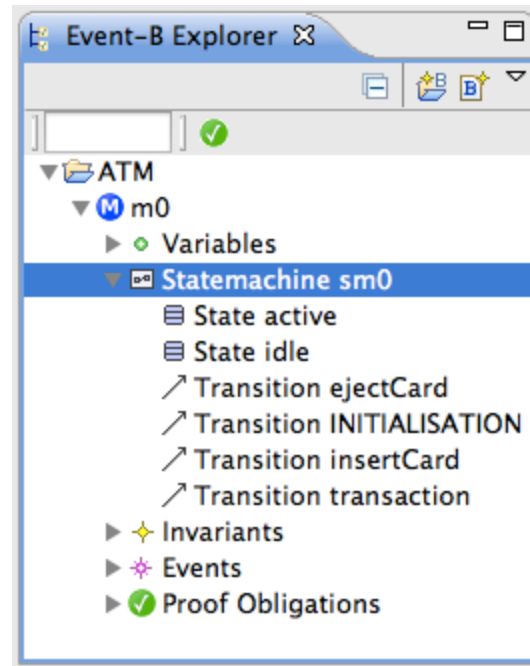 Event-B Explorer
ATM
m0
Variables
Statemachine sm0
State active
State idle
Transition ejectCard
Transition INITIALISATION
Transition insertCard
Transition transaction
Invariants
Events
Proof Obligations